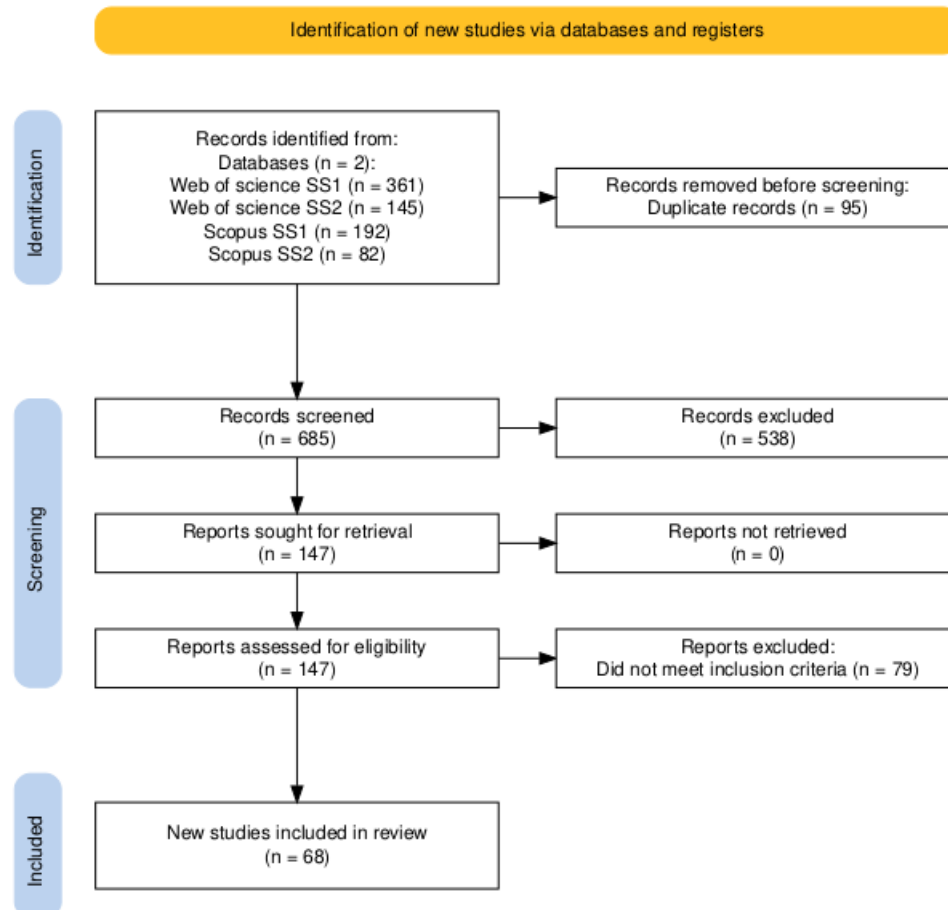 Identification of new studies via databases and registers
Identification
Records identified from:
Databases (n = 2):
Web of science SS1 (n = 361)
Web of science SS2 (n = 145)
Scopus SS1 (n = 192)
Scopus SS2 (n = 82)
Records removed before screening:
Duplicate records (n = 95)
Screening
Records screened
(n = 685)
Records excluded
(n = 538)
Reports sought for retrieval
(n = 147)
Reports not retrieved
(n = 0)
Reports assessed for eligibility
(n = 147)
Reports excluded:
Did not meet inclusion criteria (n = 79)
Included
New studies included in review
(n = 68)